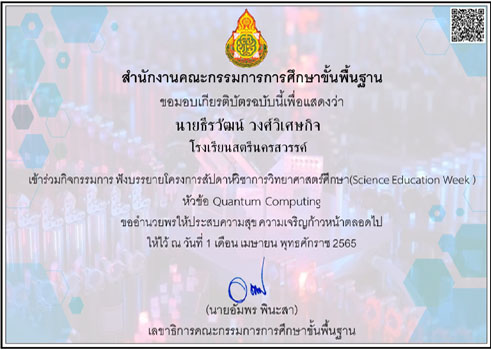 สำนักงานคณะกรรมการการศึกษาขั้นพื้นฐาน
ขอมอบเกียรติบัตรฉบับนี้เพื่อแสดงว่า
นายธีรวัฒน์ วงศ์วิเศษกิจ
โรงเรียนสตรีนครสวรรค์
เข้าร่วมกิจกรรมการ ฟังบรรยายโครงการสัปดาห์วิชาการวิทยาศาสตร์ศึกษา(Science Education Week )
หัวข้อ Quantum Computing
ขออำนวยพรให้ประสบความสุข ความเจริญก้าวหน้าตลอดไป
ให้ไว้ ณ วันที่ 1 เดือน เมษายน พุทธศักราช 2565
(นายอัมพร พินะสา)
เลขาธิการคณะกรรมการการศึกษาขั้นพื้นฐาน